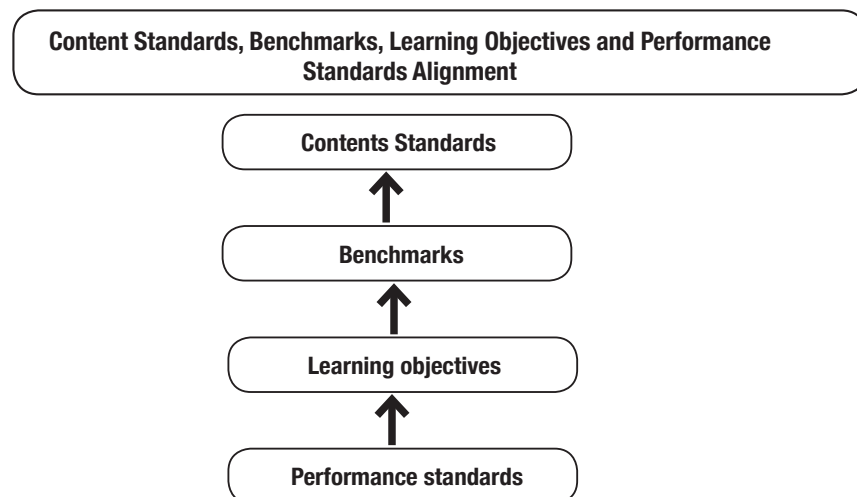 Content Standards, Benchmarks, Learning Objectives and Performance
Standards Alignment
Contents Standards
Benchmarks
Learning objectives
Performance standards